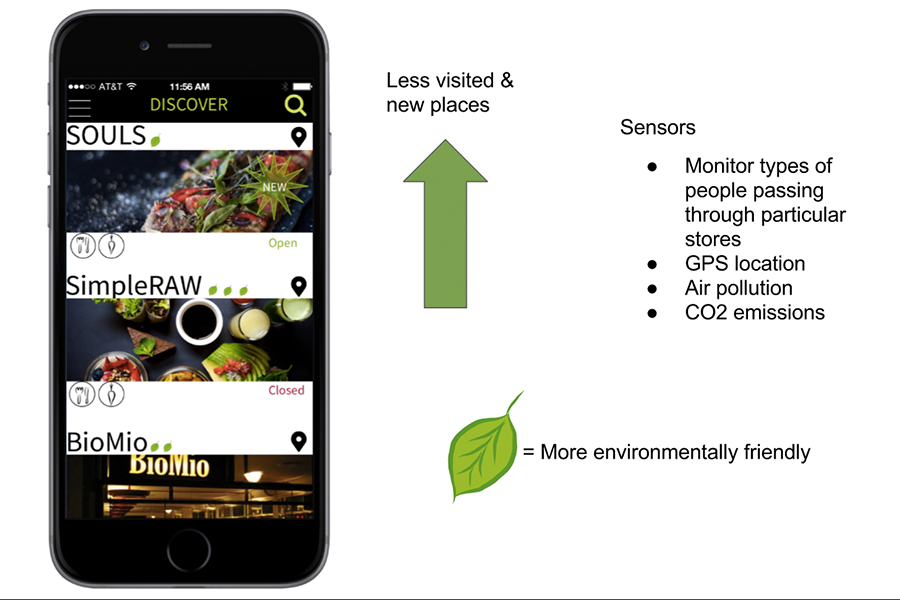 AT&T 11:56 AM
DISCOVER
SOULS
NEW
Open
SimpleRAW
Closed
BioMio
BIOMIO
Less visited &
new places
Sensors
● Monitor types of
people passing
through particular
stores
● GPS location
● Air pollution
● CO2 emissions
= More environmentally friendly